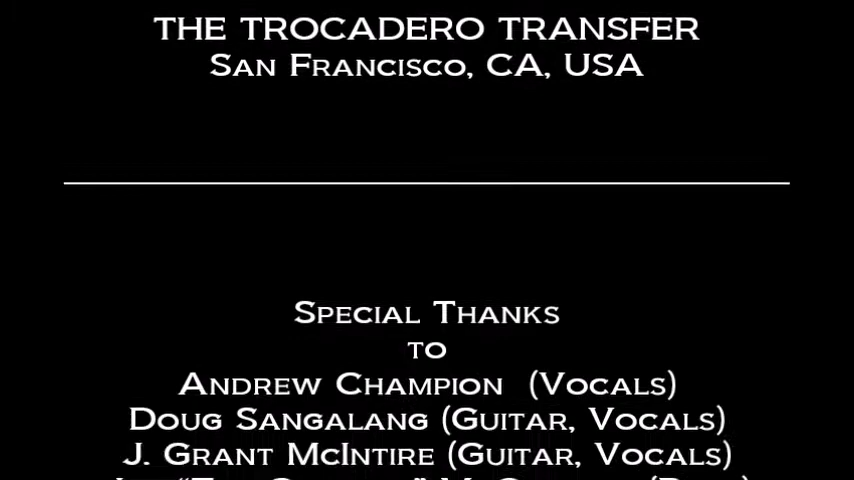 THE TROCADERO TRANSFER
SAN FRANCISCO, CA, USA
SPECIAL THANKS
TO
ANDREW CHAMPION (VOCALS)
DOUG SANGALANG (GUITAR, VOCALS)
J. GRANT MCINTIRE (GUITAR, VOCALS)